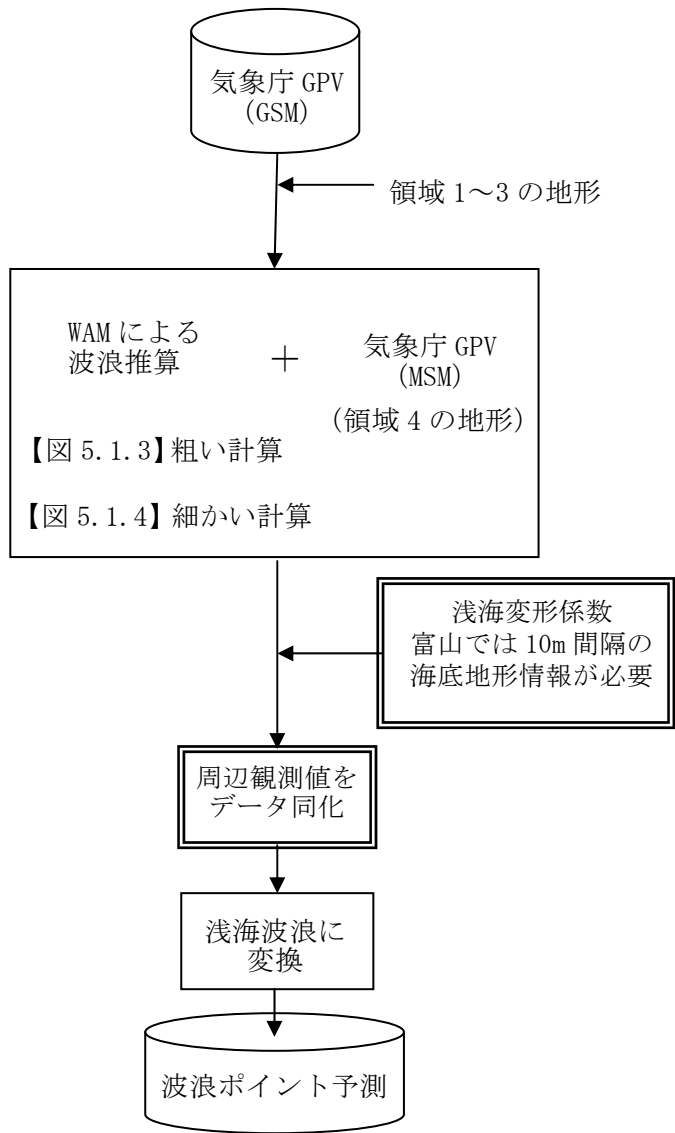 気象庁 GPV
(GSM)
領域 1～3 の地形
WAM による
波浪推算
＋
気象庁 GPV
(MSM)
(領域 4 の地形)
【図 5.1.3】粗い計算
【図 5.1.4】細かい計算
浅海変形係数
富山では 10m 間隔の
海底地形情報が必要
周辺観測値を
データ同化
浅海波浪に
変換
波浪ポイント予測